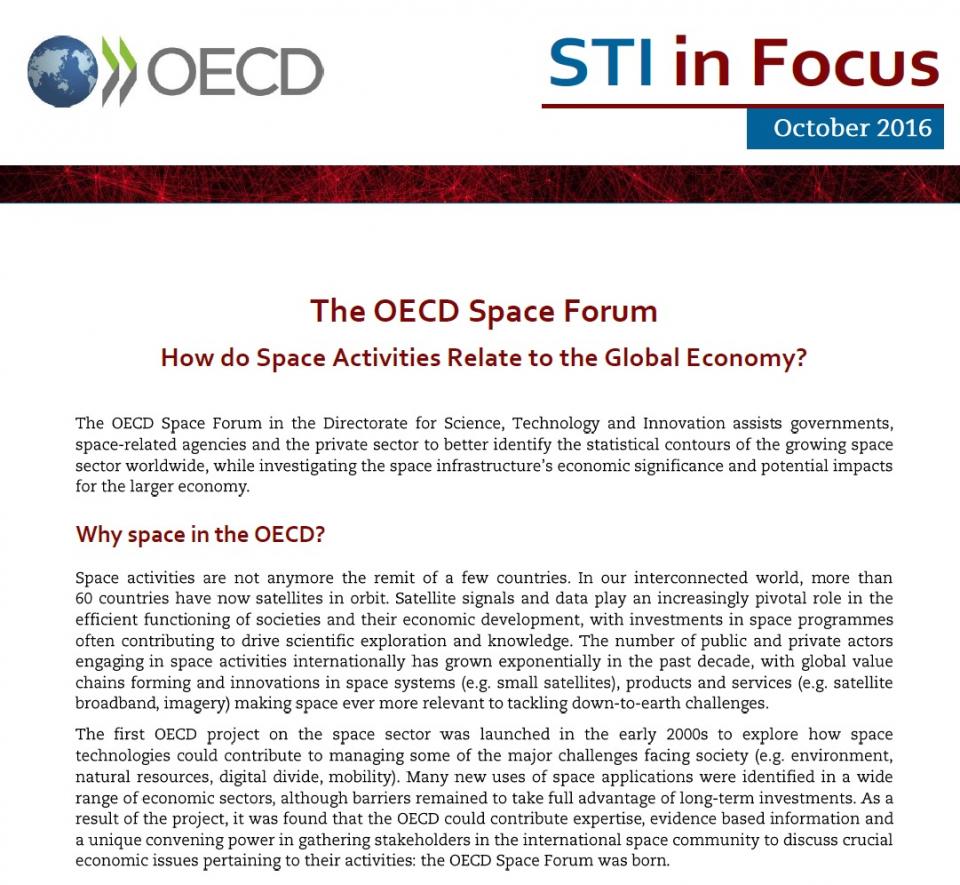 OECD
STI in Focus
October 2016
The OECD Space Forum
How do Space Activities Relate to the Global Economy?
The OECD Space Forum in the Directorate for Science, Technology and Innovation assists governments,
space-related agencies and the private sector to better identify the statistical contours of the growing space
sector worldwide, while investigating the space infrastructure's economic significance and potential impacts
for the larger economy.
Why space in the OECD?
Space activities are not anymore the remit of a few countries. In our interconnected world, more than
60 countries have now satellites in orbit. Satellite signals and data play an increasingly pivotal role in the
efficient functioning of societies and their economic development, with investments in space programmes
often contributing to drive scientific exploration and knowledge. The number of public and private actors
engaging in space activities internationally has grown exponentially in the past decade, with global value
chains forming and innovations in space systems (e.g. small satellites), products and services (e.g. satellite
broadband, imagery) making space ever more relevant to tackling down-to-earth challenges.
The first OECD project on the space sector was launched in the early 2000s to explore how space
technologies could contribute to managing some of the major challenges facing society (e.g. environment,
natural resources, digital divide, mobility). Many new uses of space applications were identified in a wide
range of economic sectors, although barriers remained to take full advantage of long-term investments. As a
result of the project, it was found that the OECD could contribute expertise, evidence based information and
a unique convening power in gathering stakeholders in the international space community to discuss crucial
economic issues pertaining to their activities: the OECD Space Forum was born.